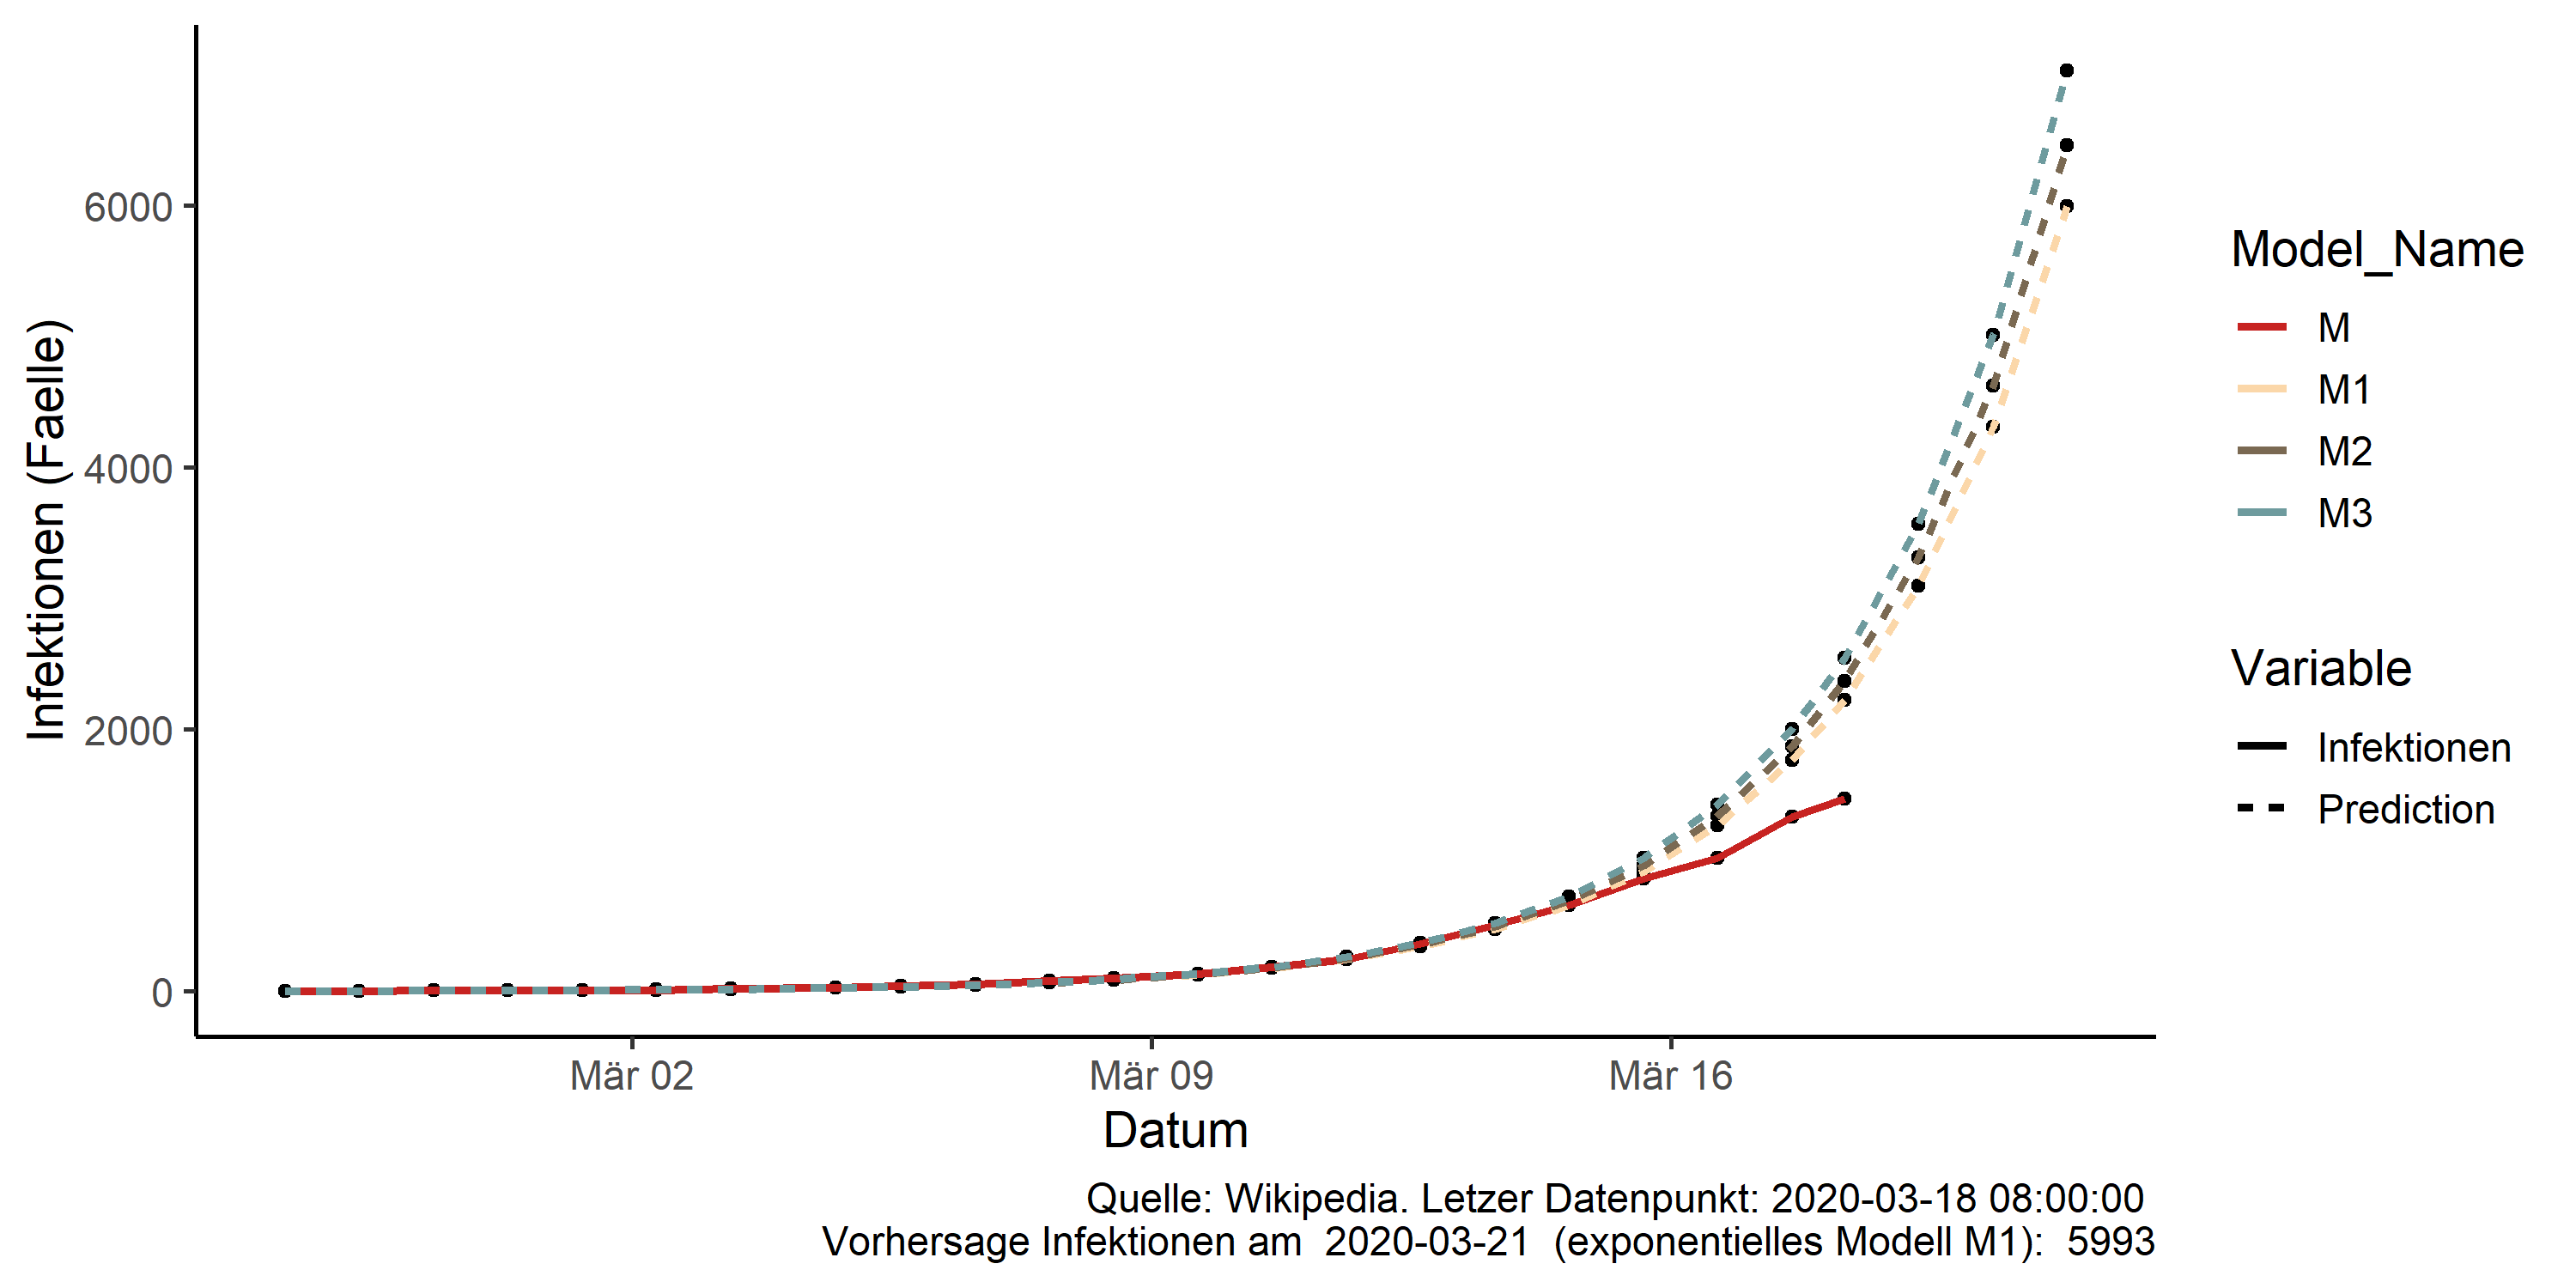 Infektionen (Faelle)
6000
4000
2000
0
Mär 02
Mär 09
Mär 16
Datum
Model_Name
M
M1
M2
M3
Variable
Infektionen
Prediction
Quelle: Wikipedia. Letzer Datenpunkt: 2020-03-18 08:00:00
Vorhersage Infektionen am 2020-03-21 (exponentielles Modell M1): 5993